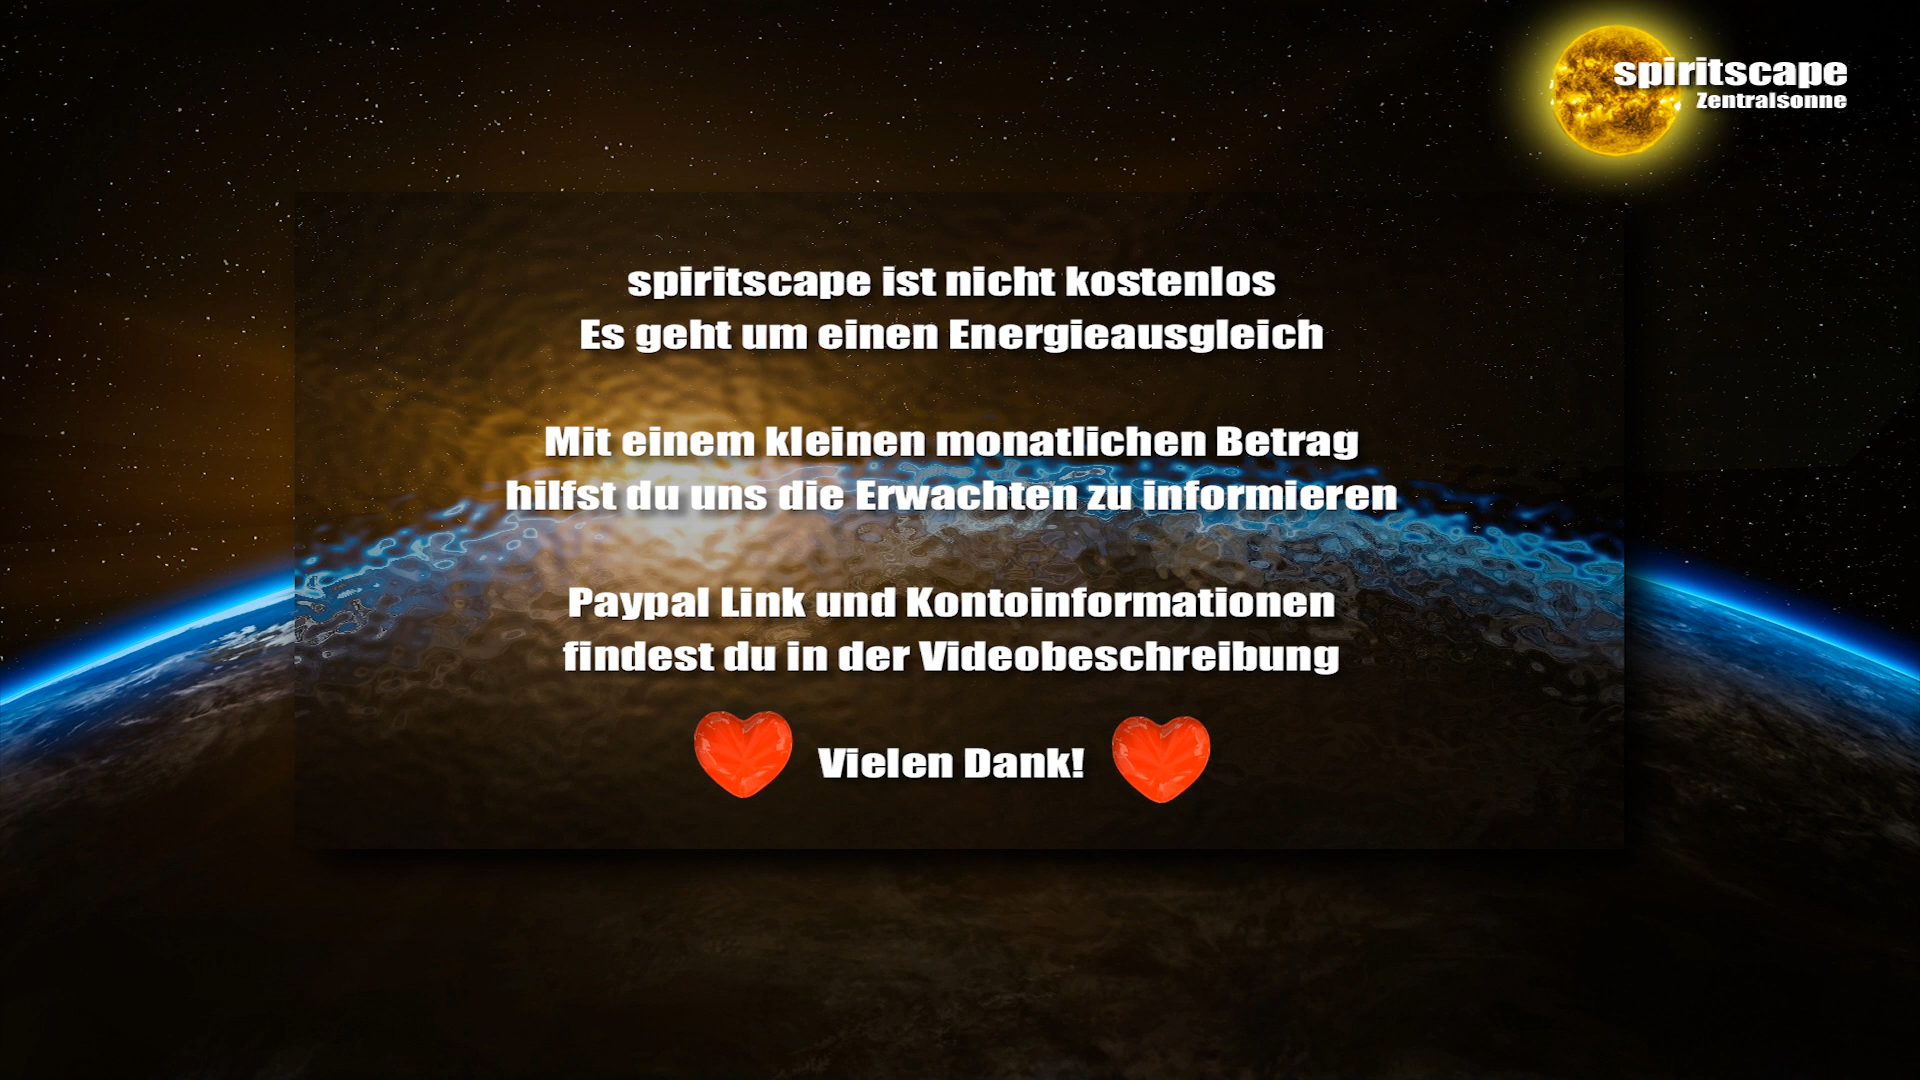 spiritscape
Zentralsonne
spiritscape ist nicht kostenlos
Es geht um einen Energieausgleich
Mit einem kleinen monatlichen Betrag
hilfst du uns die Erwachten zu informieren
Paypal Link und Kontoinformationen
findest du in der Videobeschreibung
Vielen Dank!